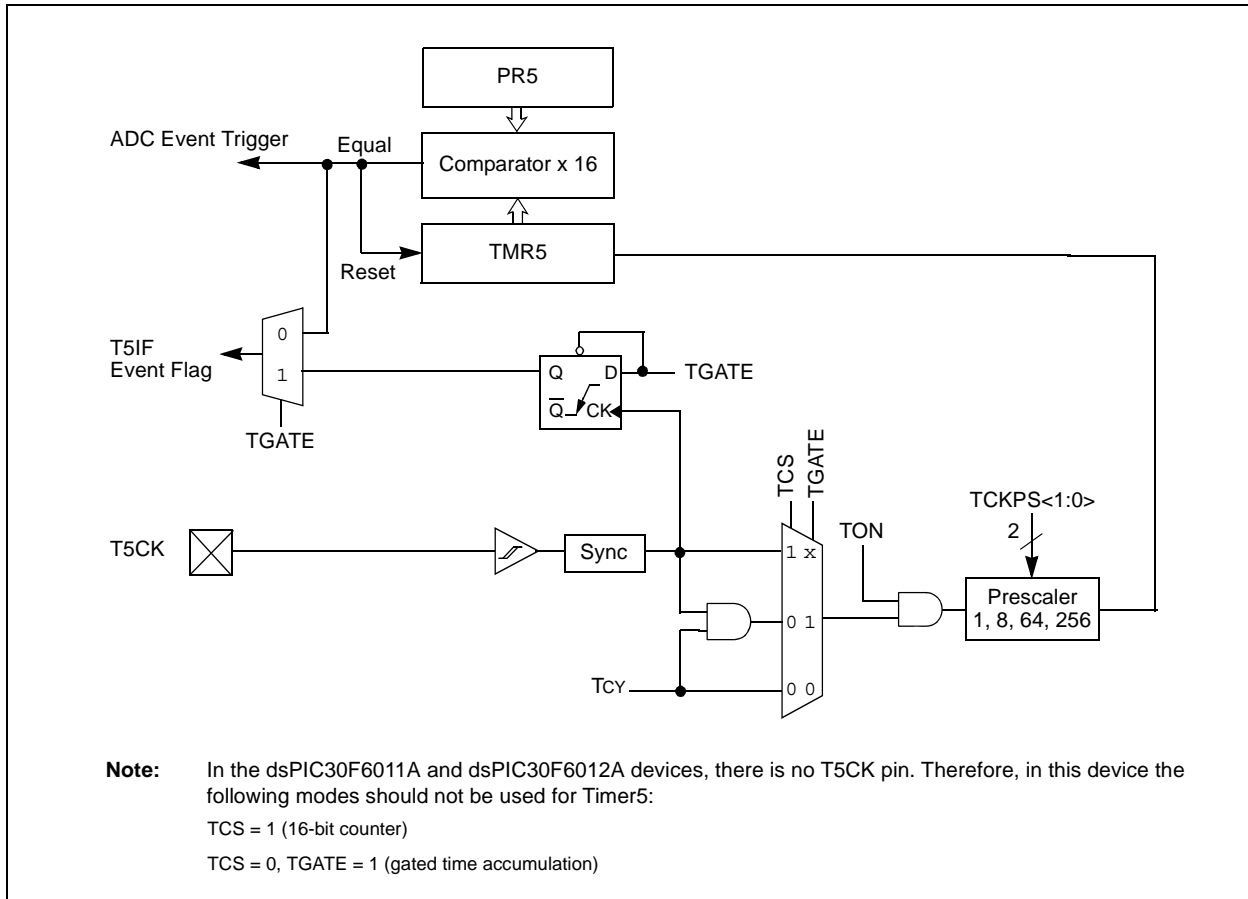 PR5
ADC Event Trigger
Equal
Comparator x 16
TMR5
Reset
0
T5IF
Event Flag
1
TGATE
Q D
Q̅ CK
TGATE
TCS
TGATE
TCKPS<1:0>
2
T5CK
Sync
1 x
TON
Prescaler
1, 8, 64, 256
0 1
TCY
0 0
Note: In the dsPIC30F6011A and dsPIC30F6012A devices, there is no T5CK pin. Therefore, in this device the
following modes should not be used for Timer5:
TCS = 1 (16-bit counter)
TCS = 0, TGATE = 1 (gated time accumulation)